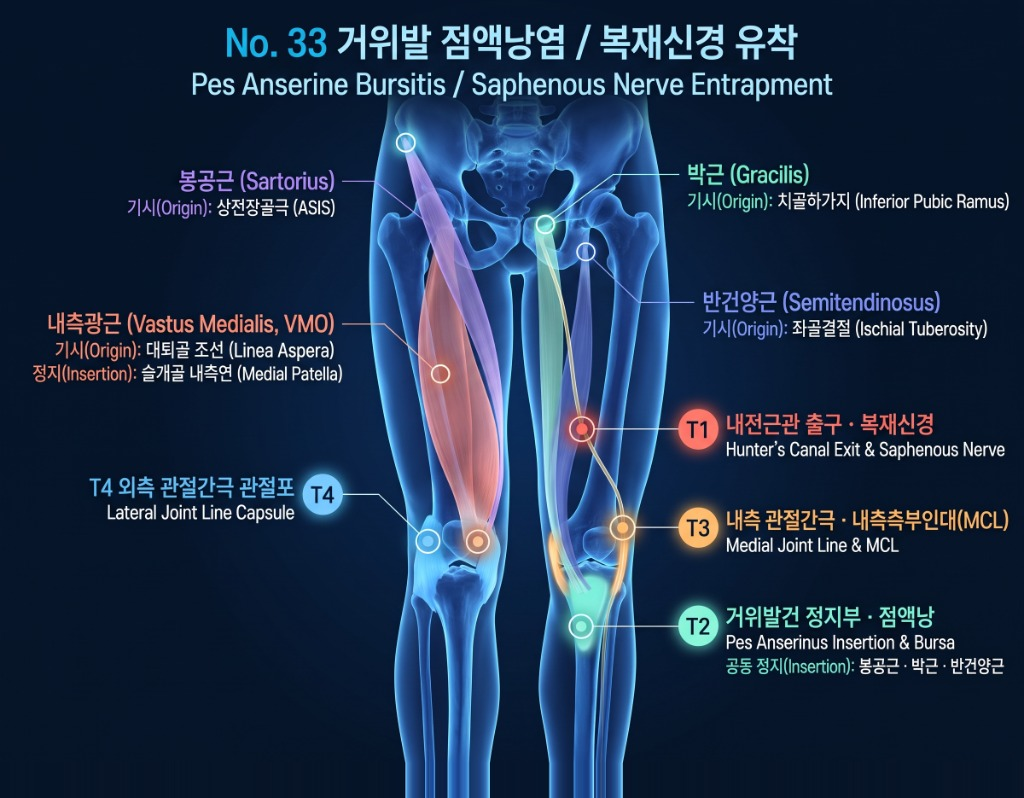 No. 33 거위발 점액낭염 / 복재신경 유착
Pes Anserine Bursitis / Saphenous Nerve Entrapment
봉공근 (Sartorius)
기시(Origin): 상전장골극 (ASIS)
박근 (Gracilis)
기시(Origin): 치골하가지 (Inferior Pubic Ramus)
반건양근 (Semitendinosus)
기시(Origin): 좌골결절 (Ischial Tuberosity)
내측광근 (Vastus Medialis, VMO)
기시(Origin): 대퇴골 조선 (Linea Aspera)
정지(Insertion): 슬개골 내측연 (Medial Patella)
T1 내전근관 출구 · 복재신경
Hunter's Canal Exit & Saphenous Nerve
T4 외측 관절간극 관절포 T4
Lateral Joint Line Capsule
T3 내측 관절간극 · 내측측부인대(MCL)
Medial Joint Line & MCL
T2 거위발건 정지부 · 점액낭
Pes Anserinus Insertion & Bursa
공동 정지(Insertion): 봉공근 · 박근 · 반건양근